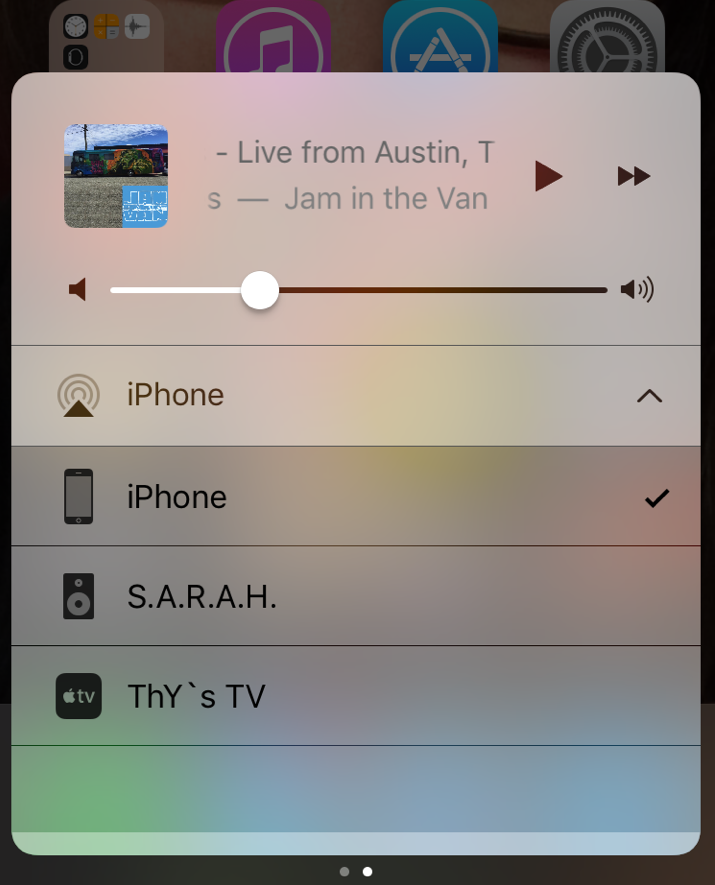 - Live from Austin, T
s — Jam in the Van
iPhone
iPhone
S.A.R.A.H.
tv
ThY`s TV